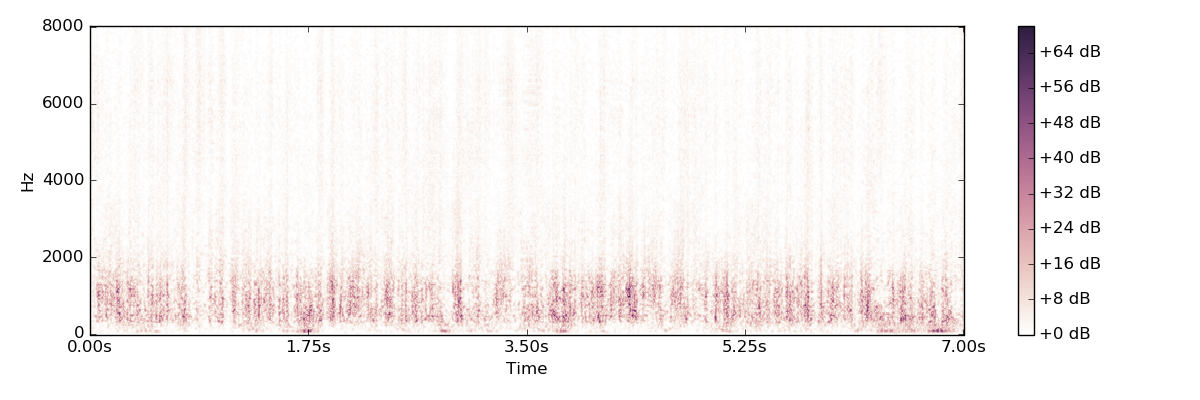 8000
6000
4000
2000
0
Hz
0.00s 1.75s 3.50s 5.25s 7.00s
Time
+64 dB
+56 dB
+48 dB
+40 dB
+32 dB
+24 dB
+16 dB
+8 dB
+0 dB